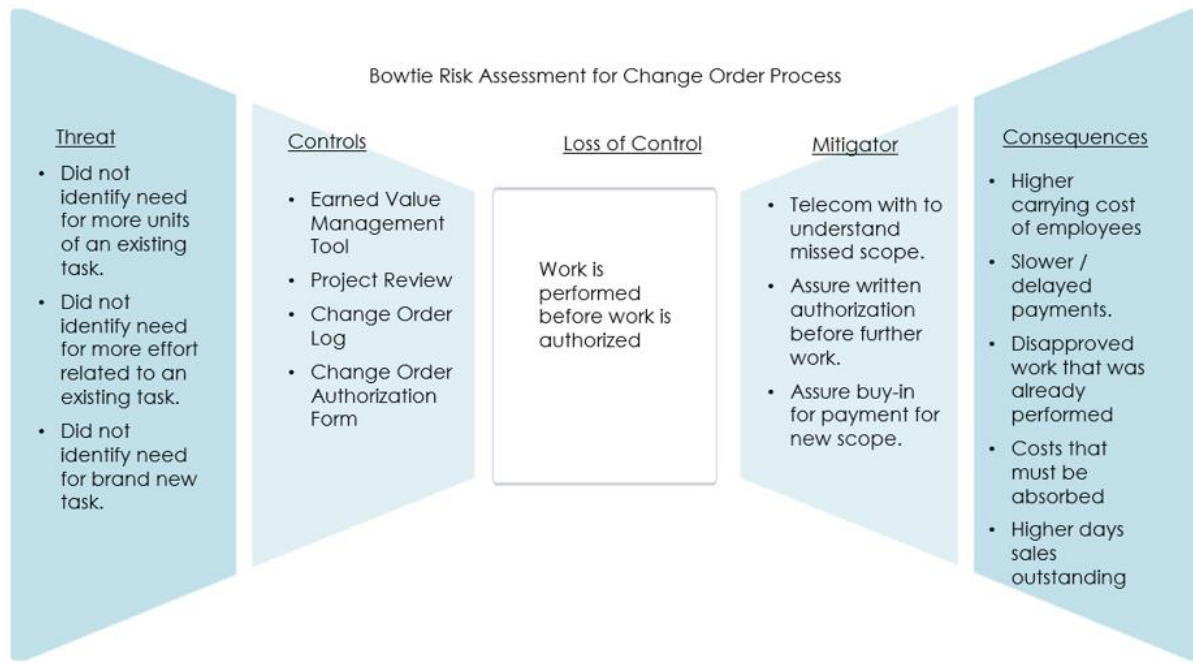 Bowtie Risk Assessment for Change Order Process
Threat
• Did not
identify need
for more units
of an existing
task.
• Did not
identify need
for more effort
related to an
existing task.
• Did not
identify need
for brand new
task.
Controls
• Earned Value
Management
Tool
• Project Review
• Change Order
Log
• Change Order
Authorization
Form
Loss of Control
Work is
performed
before work is
authorized
Mitigator
• Telecom with to
understand
missed scope.
• Assure written
authorization
before further
work.
• Assure buy-in
for payment for
new scope.
Consequences
• Higher
carrying cost
of employees
• Slower /
delayed
payments.
• Disapproved
work that was
already
performed
• Costs that
must be
absorbed
• Higher days
sales
outstanding